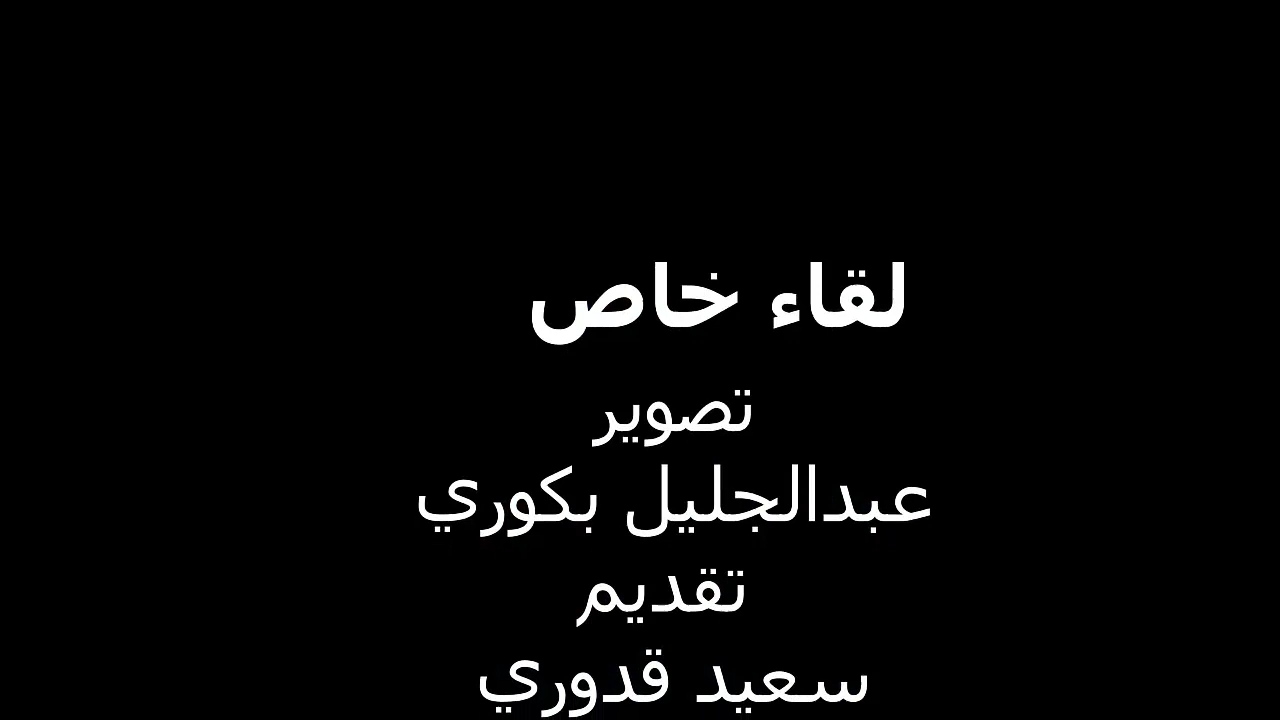 لقاء خاص
تصوير
عبدالجليل بكوري
تقديم
سعيد قدوري